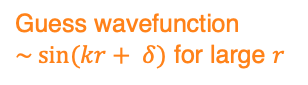 Guess wavefunction
~ sin(kr + δ) for large r